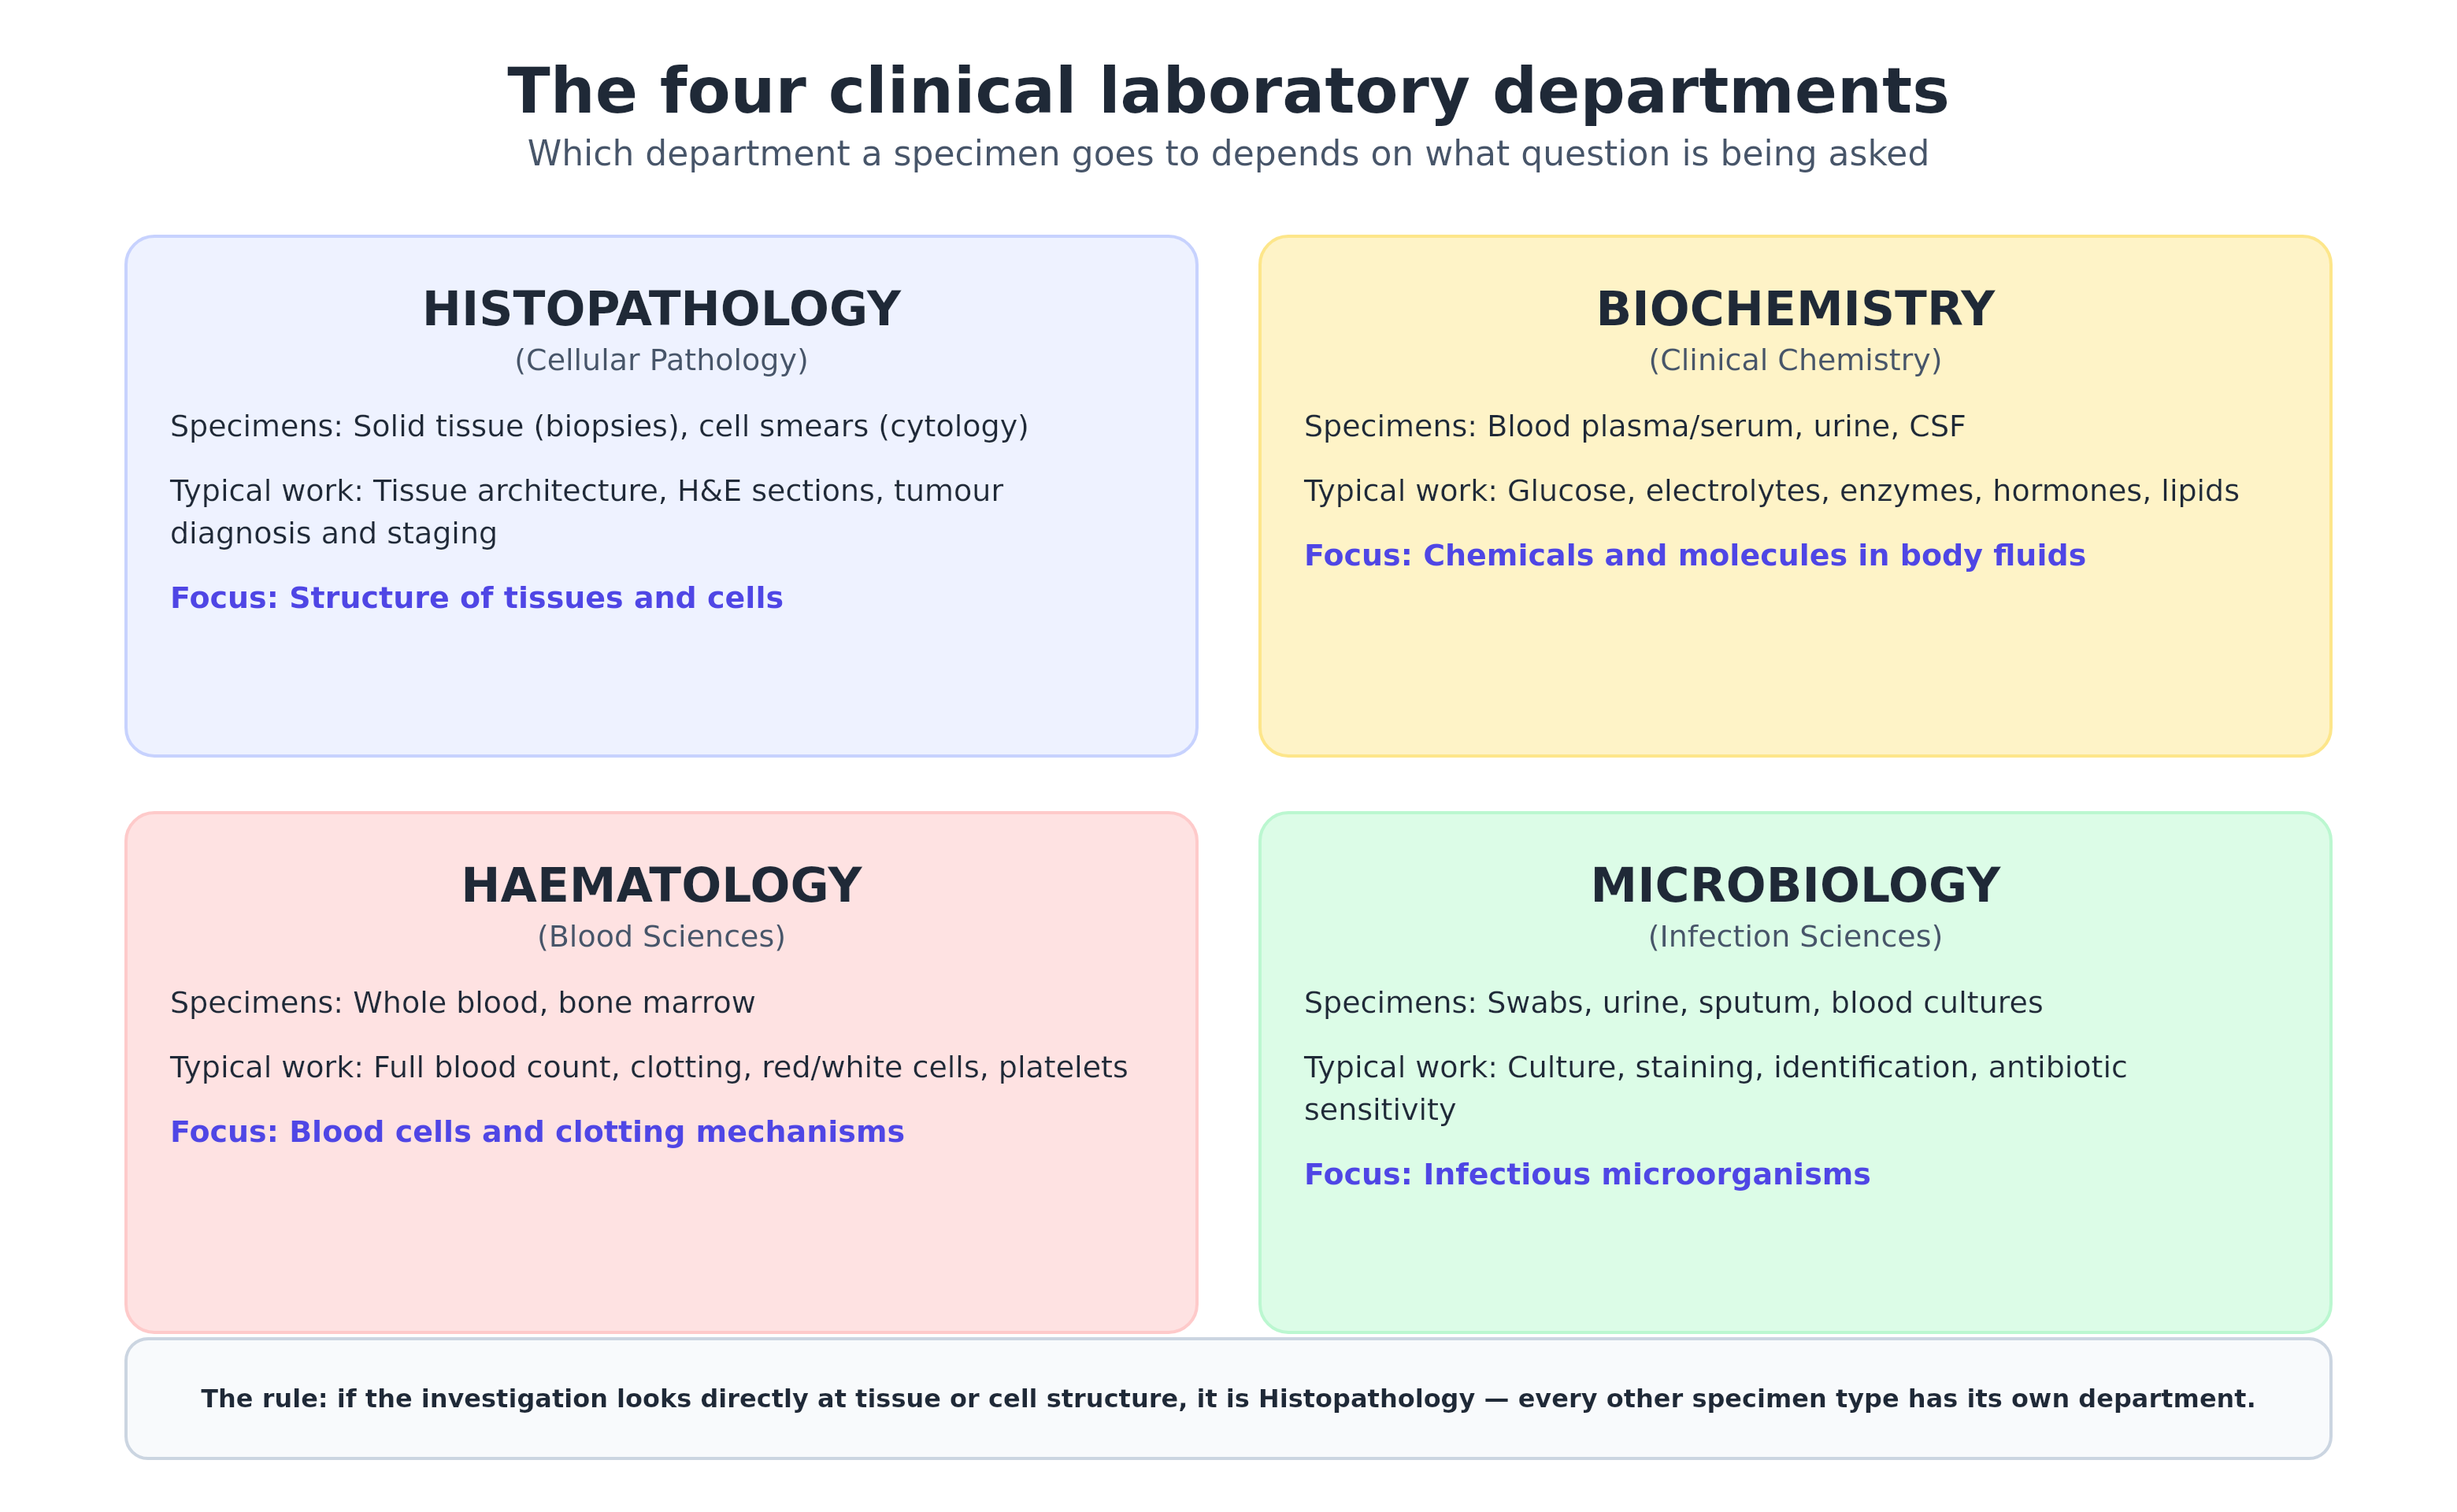 The four clinical laboratory departments
Which department a specimen goes to depends on what question is being asked
HISTOPATHOLOGY
(Cellular Pathology)
Specimens: Solid tissue (biopsies), cell smears (cytology)
Typical work: Tissue architecture, H&E sections, tumour
diagnosis and staging
Focus: Structure of tissues and cells
BIOCHEMISTRY
(Clinical Chemistry)
Specimens: Blood plasma/serum, urine, CSF
Typical work: Glucose, electrolytes, enzymes, hormones, lipids
Focus: Chemicals and molecules in body fluids
HAEMATOLOGY
(Blood Sciences)
Specimens: Whole blood, bone marrow
Typical work: Full blood count, clotting, red/white cells, platelets
Focus: Blood cells and clotting mechanisms
MICROBIOLOGY
(Infection Sciences)
Specimens: Swabs, urine, sputum, blood cultures
Typical work: Culture, staining, identification, antibiotic
sensitivity
Focus: Infectious microorganisms
The rule: if the investigation looks directly at tissue or cell structure, it is Histopathology — every other specimen type has its own department.